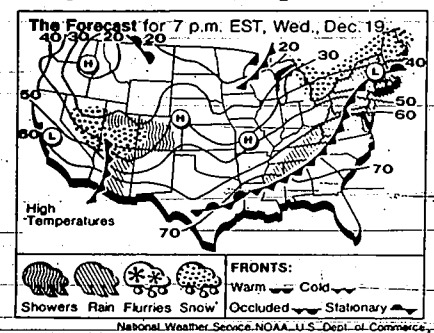 The Forecast for 7 p.m. EST, Wed., Dec. 19
40 30 20 20
20
30
40
50
60
70
70
60
60
H
H
H
L
L
High
Temperatures
Showers Rain Flurries Snow
FRONTS:
Warm Cold
Occluded Stationary
National Weather Service NOAA U.S. Dept. of Commerce